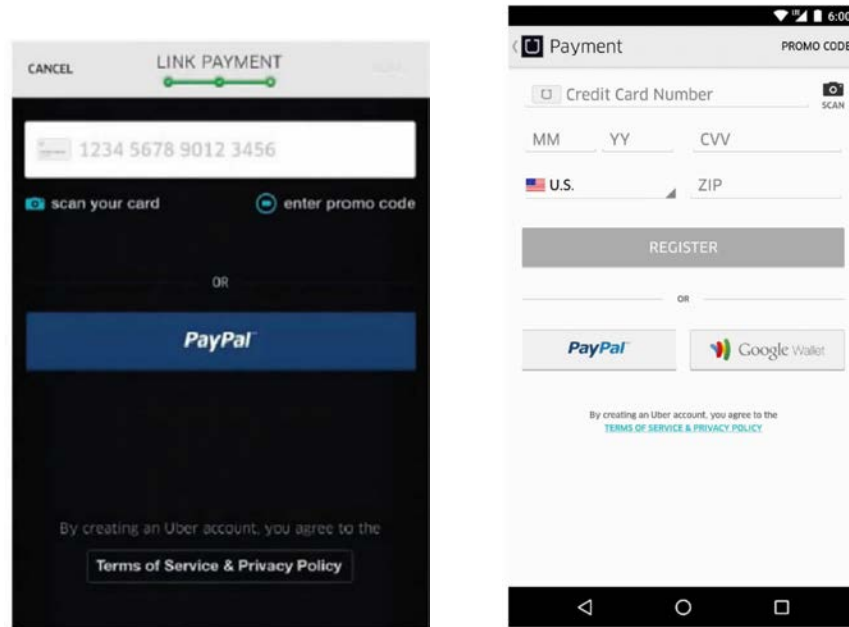 CANCEL
LINK PAYMENT
1234 5678 9012 3456
scan your card
enter promo code
OR
PayPal
By creating an Uber account, you agree to the
Terms of Service & Privacy Policy
LTE 6:00
Payment
PROMO CODE
Credit Card Number
SCAN
MM YY CVV
U.S. ZIP
REGISTER
OR
PayPal
Google Wallet
By creating an Uber account, you agree to the
TERMS OF SERVICE & PRIVACY POLICY